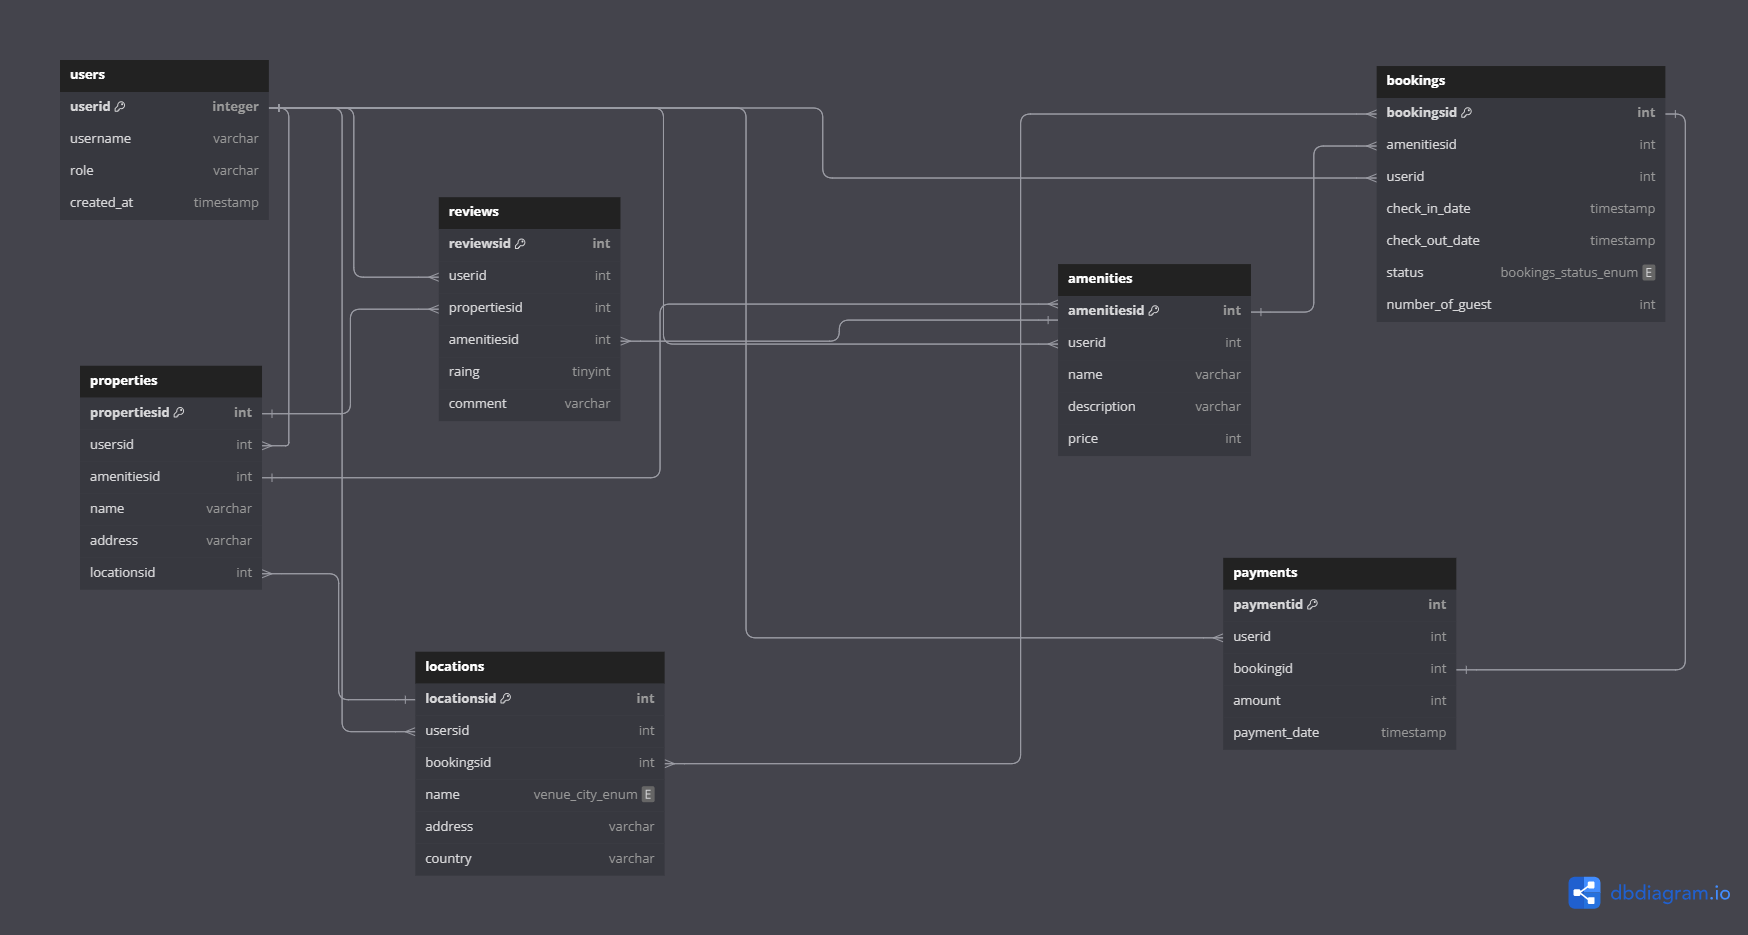 users
userid integer
username varchar
role varchar
created_at timestamp
bookings
bookingsid int
amenitiesid int
userid int
check_in_date timestamp
check_out_date timestamp
status bookings_status_enum E
number_of_guest int
reviews
reviewsid int
userid int
propertiesid int
amenitiesid int
raing tinyint
comment varchar
amenities
amenitiesid int
userid int
name varchar
description varchar
price int
properties
propertiesid int
usersid int
amenitiesid int
name varchar
address varchar
locationsid int
payments
paymentid int
userid int
bookingid int
amount int
payment_date timestamp
locations
locationsid int
usersid int
bookingsid int
name venue_city_enum E
address varchar
country varchar
dbdiagram.io